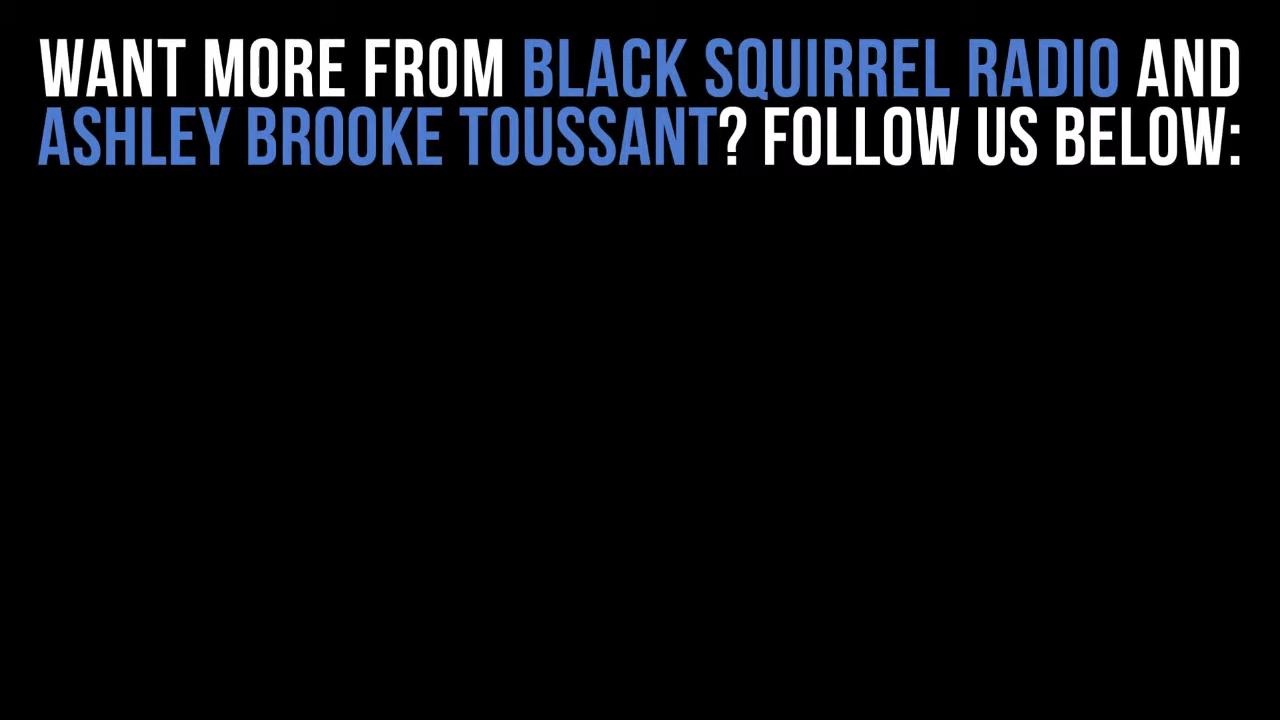 WANT MORE FROM BLACK SQUIRREL RADIO AND
ASHLEY BROOKE TOUSSANT? FOLLOW US BELOW: